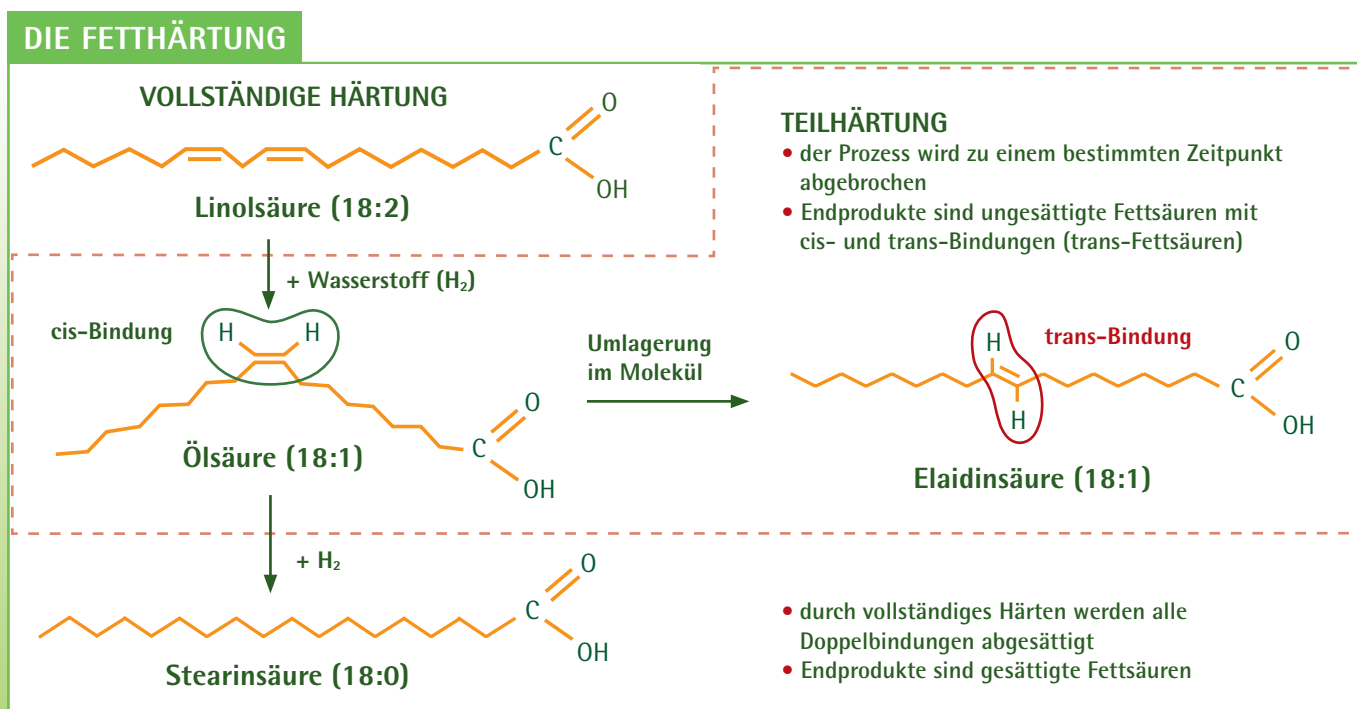 DIE FETTHÄRTUNG
VOLLSTÄNDIGE HÄRTUNG
O
C
OH
Linolsäure (18:2)
+ Wasserstoff (H₂)
TEILHÄRTUNG
• der Prozess wird zu einem bestimmten Zeitpunkt
abgebrochen
• Endprodukte sind ungesättigte Fettsäuren mit
cis- und trans-Bindungen (trans-Fettsäuren)
cis-Bindung
H H
O
C
OH
Ölsäure (18:1)
Umlagerung
im Molekül
trans-Bindung
H
H
O
C
OH
Elaidinsäure (18:1)
+ H₂
O
C
OH
Stearinsäure (18:0)
• durch vollständiges Härten werden alle
Doppelbindungen abgesättigt
• Endprodukte sind gesättigte Fettsäuren